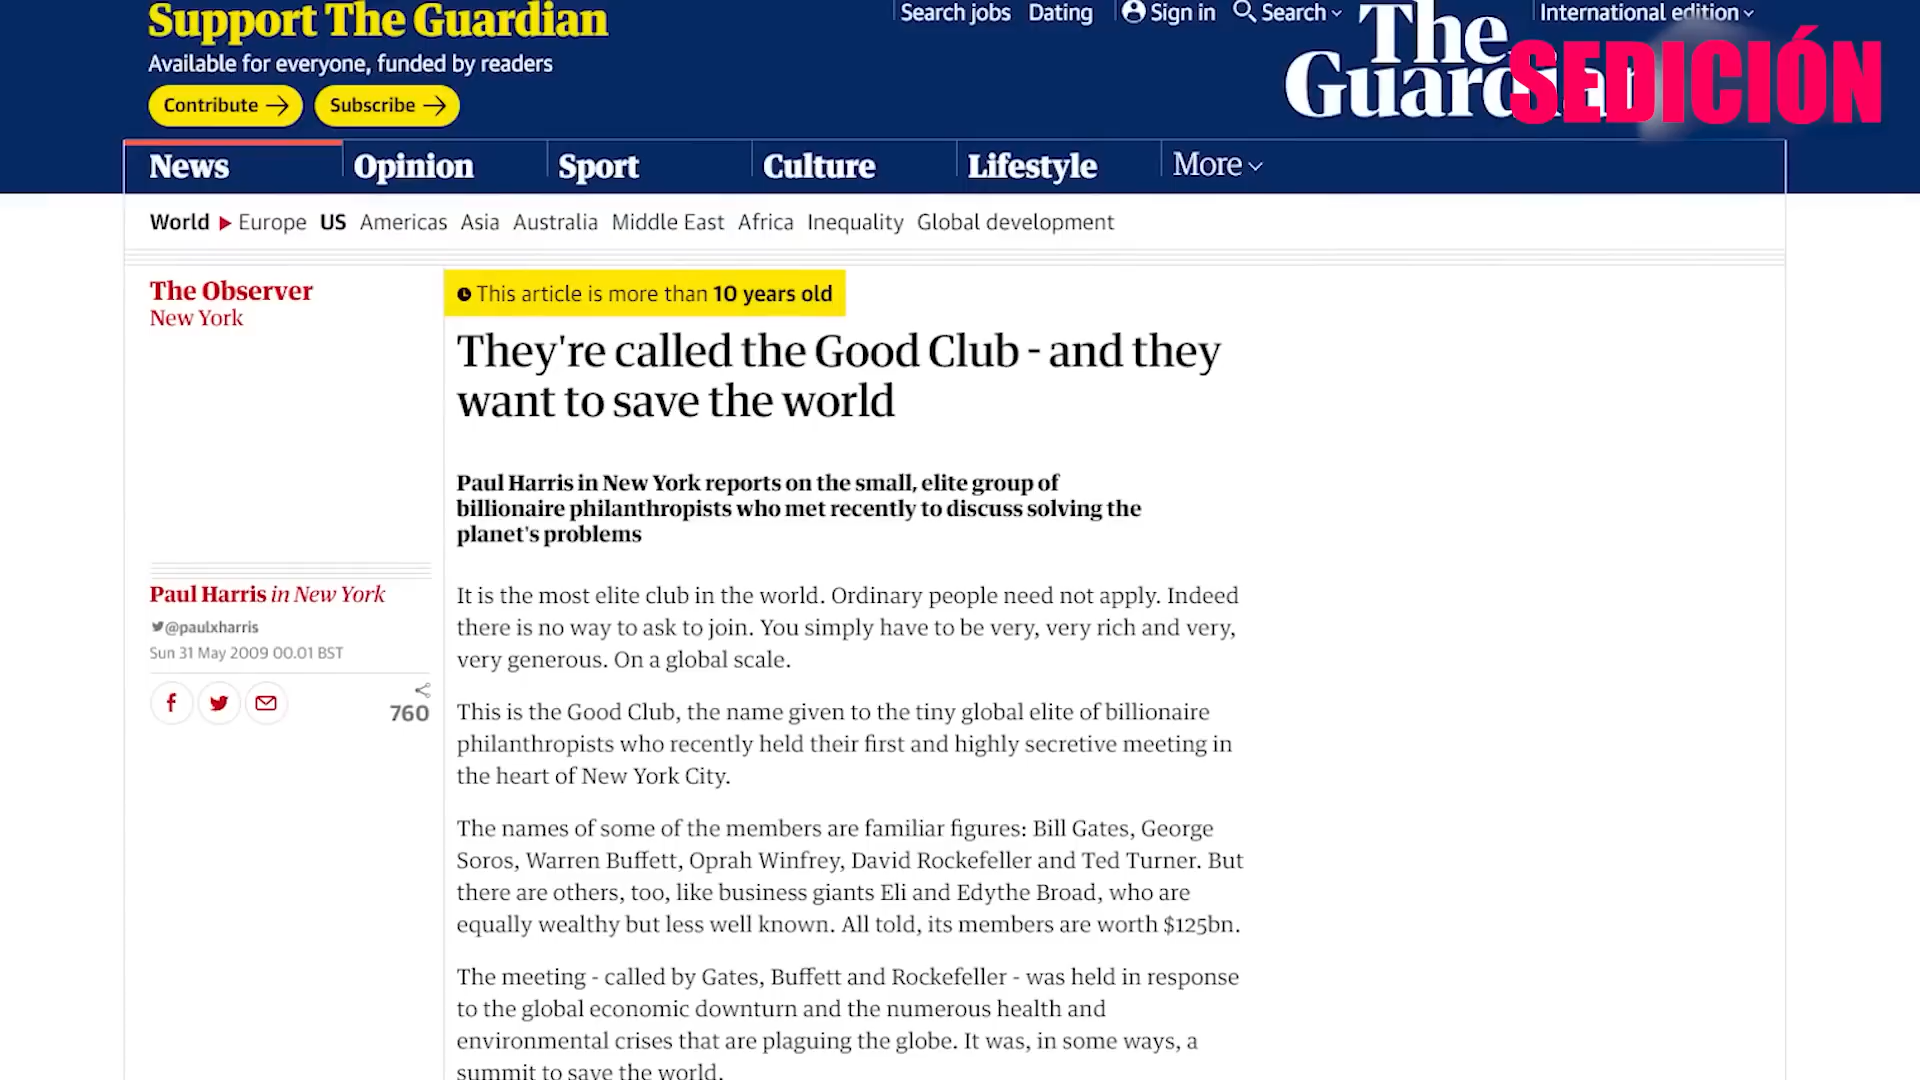 Support The Guardian
Available for everyone, funded by readers
Contribute
Subscribe
Search jobs
Dating
Sign in
Search
International edition
The
Guardian
SEDICIÓN
News
Opinion
Sport
Culture
Lifestyle
More
World Europe US Americas Asia Australia Middle East Africa Inequality Global development
The Observer
New York
This article is more than 10 years old
They're called the Good Club - and they
want to save the world
Paul Harris in New York reports on the small, elite group of
billionaire philanthropists who met recently to discuss solving the
planet's problems
Paul Harris in New York
@paulxharris
Sun 31 May 2009 00.01 BST
760
It is the most elite club in the world. Ordinary people need not apply. Indeed
there is no way to ask to join. You simply have to be very, very rich and very,
very generous. On a global scale.
This is the Good Club, the name given to the tiny global elite of billionaire
philanthropists who recently held their first and highly secretive meeting in
the heart of New York City.
The names of some of the members are familiar figures: Bill Gates, George
Soros, Warren Buffett, Oprah Winfrey, David Rockefeller and Ted Turner. But
there are others, too, like business giants Eli and Edythe Broad, who are
equally wealthy but less well known. All told, its members are worth $125bn.
The meeting - called by Gates, Buffett and Rockefeller - was held in response
to the global economic downturn and the numerous health and
environmental crises that are plaguing the globe. It was, in some ways, a
summit to save the world.